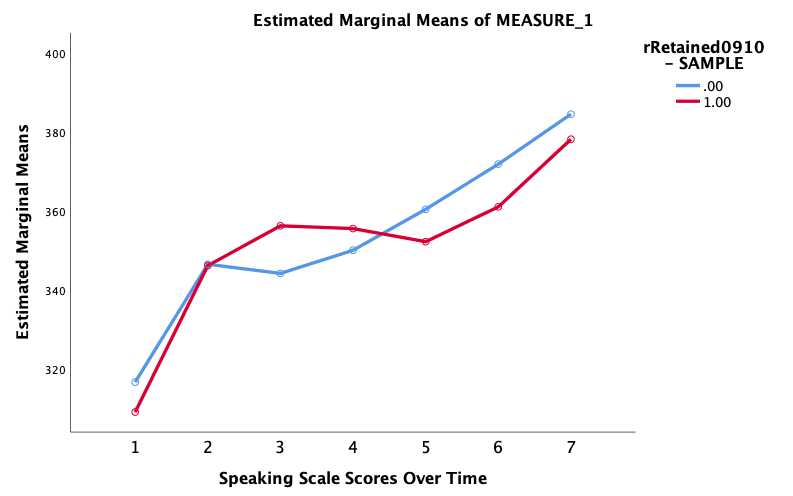 Estimated Marginal Means of MEASURE_1
rRetained0910
- SAMPLE
.00
1.00
Estimated Marginal Means
400
380
360
340
320
1 2 3 4 5 6 7
Speaking Scale Scores Over Time